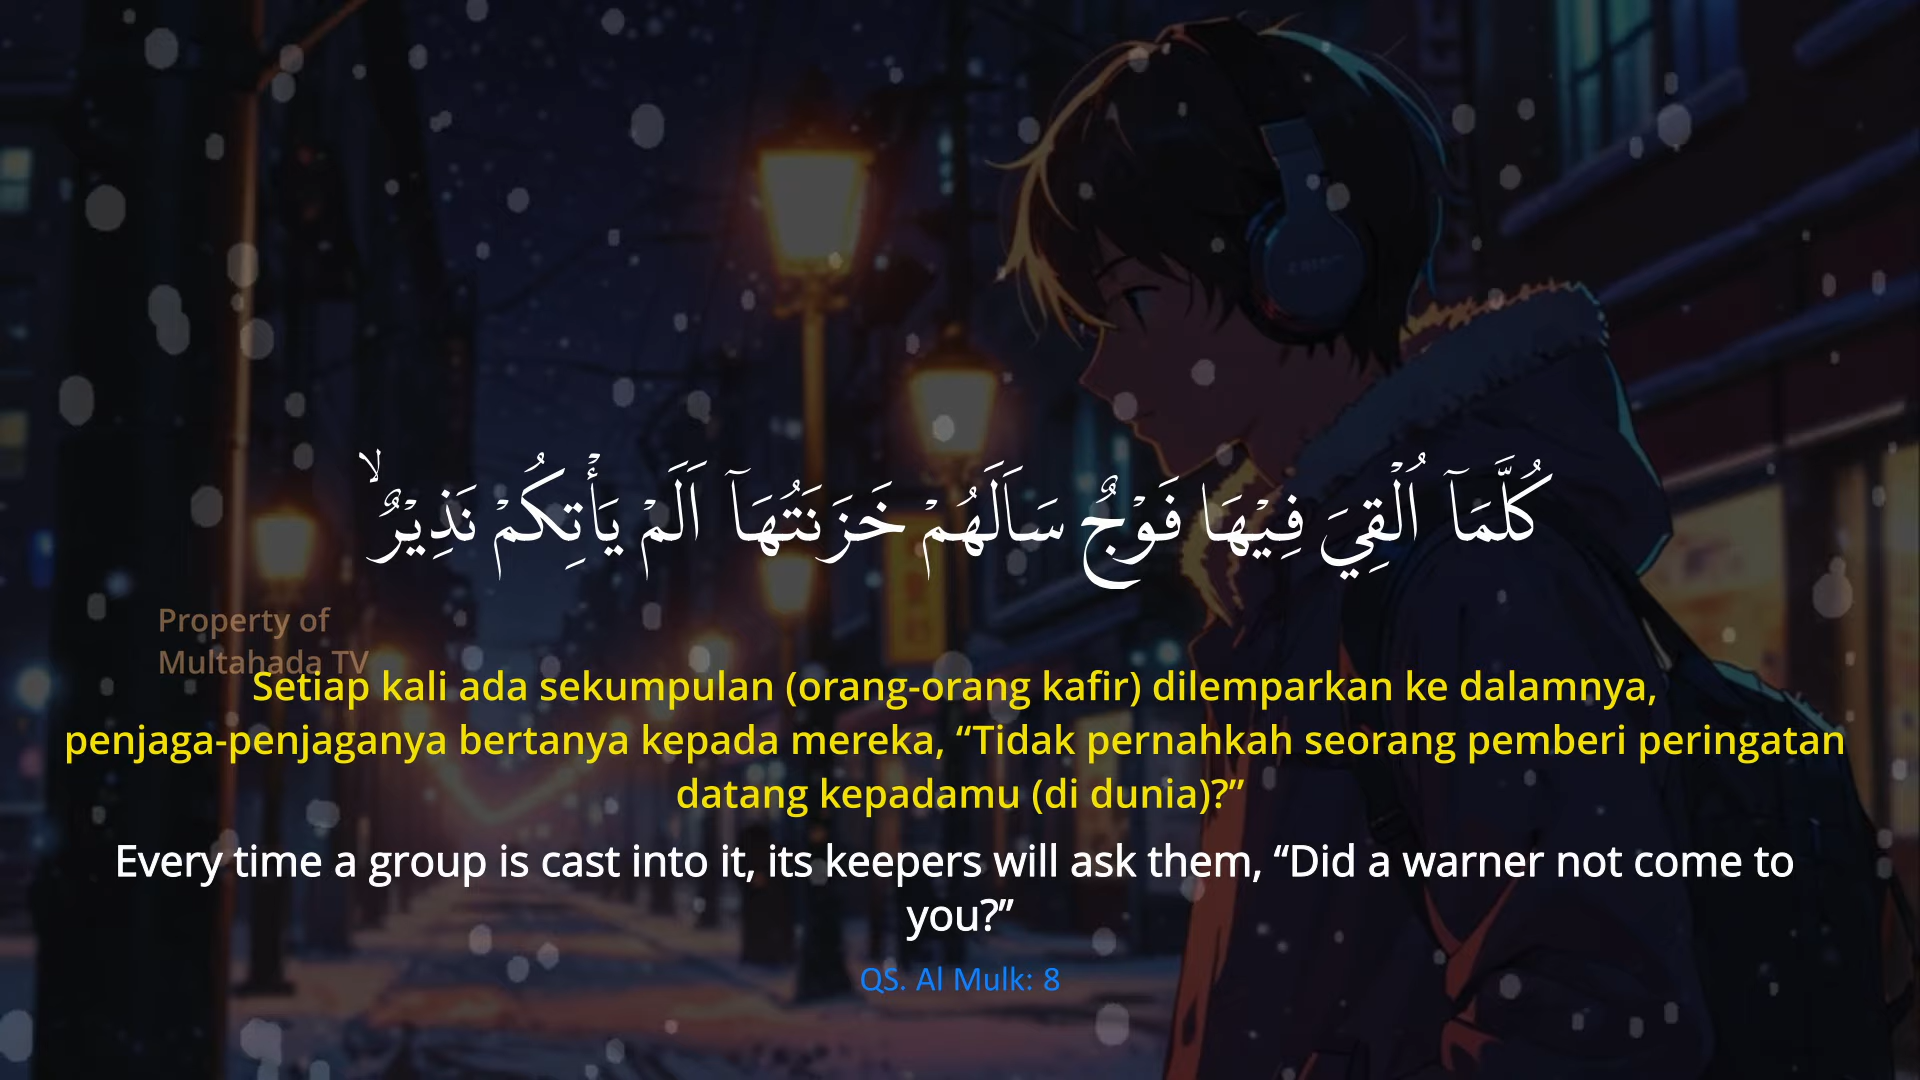 كُلَّمَآ اُلْقِيَ فِيْهَا فَوْجٌ سَاَلَهُمْ خَزَنَتُهَآ اَلَمْ يَأْتِكُمْ نَذِيْرٌۙ
Property of
Multahada TV
Setiap kali ada sekumpulan (orang-orang kafir) dilemparkan ke dalamnya,
penjaga-penjaganya bertanya kepada mereka, “Tidak pernahkah seorang pemberi peringatan
datang kepadamu (di dunia)?”
Every time a group is cast into it, its keepers will ask them, “Did a warner not come to
you?”
QS. Al Mulk: 8